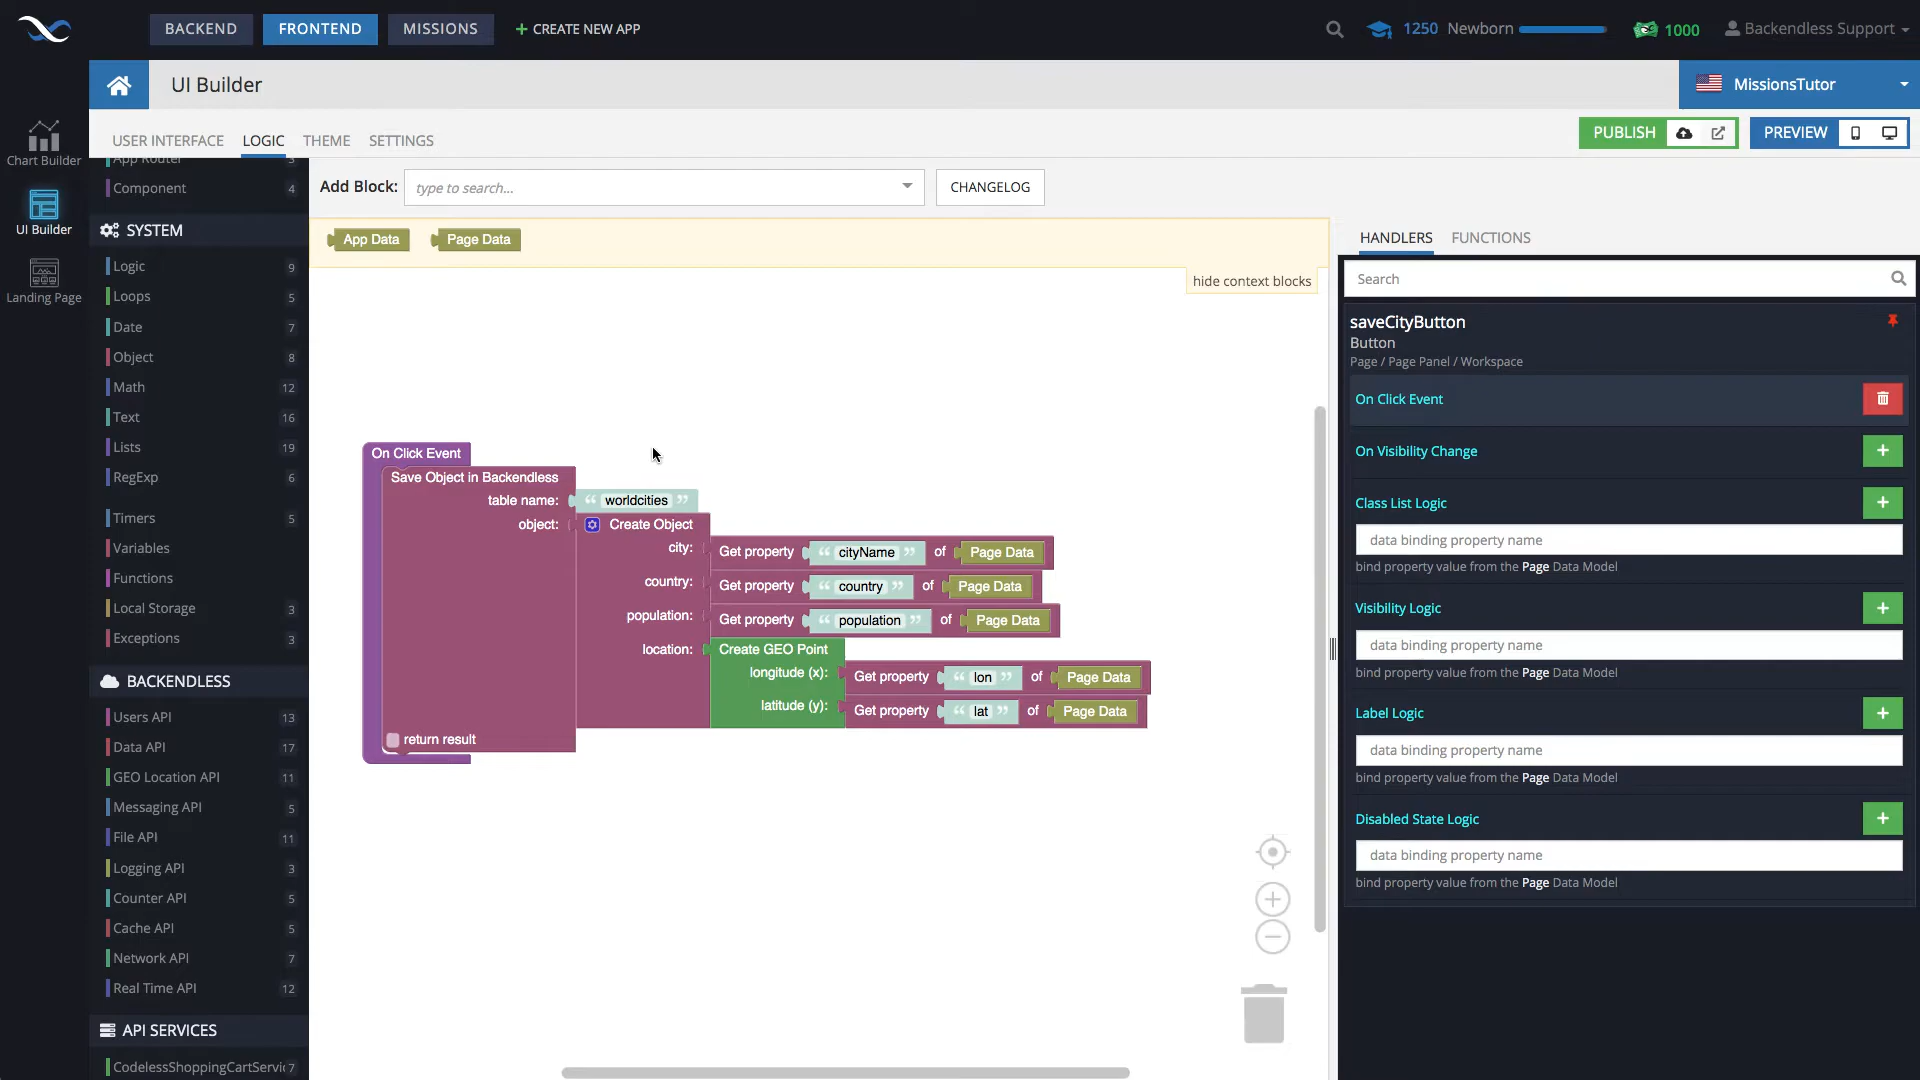 BACKEND
FRONTEND
MISSIONS
+ CREATE NEW APP
1250 Newborn
1000
Backendless Support
UI Builder
MissionsTutor
USER INTERFACE
LOGIC
THEME
SETTINGS
PUBLISH
PREVIEW
Chart Builder
UI Builder
Landing Page
App Router 3
Component 4
SYSTEM
Logic 9
Loops 5
Date 7
Object 8
Math 12
Text 16
Lists 19
RegExp 6
Timers 5
Variables
Functions
Local Storage 3
Exceptions 3
BACKENDLESS
Users API 13
Data API 17
GEO Location API 11
Messaging API 5
File API 11
Logging API 3
Counter API 5
Cache API 5
Network API 7
Real Time API 12
API SERVICES
CodelessShoppingCartServic 7
Add Block:
type to search...
CHANGELOG
App Data
Page Data
hide context blocks
On Click Event
Save Object in Backendless
table name: “ worldcities ”
object: Create Object
city: Get property “ cityName ” of Page Data
country: Get property “ country ” of Page Data
population: Get property “ population ” of Page Data
location: Create GEO Point
longitude (x): Get property “ lon ” of Page Data
latitude (y): Get property “ lat ” of Page Data
return result
HANDLERS
FUNCTIONS
Search
saveCityButton
Button
Page / Page Panel / Workspace
On Click Event
On Visibility Change
Class List Logic
data binding property name
bind property value from the Page Data Model
Visibility Logic
data binding property name
bind property value from the Page Data Model
Label Logic
data binding property name
bind property value from the Page Data Model
Disabled State Logic
data binding property name
bind property value from the Page Data Model